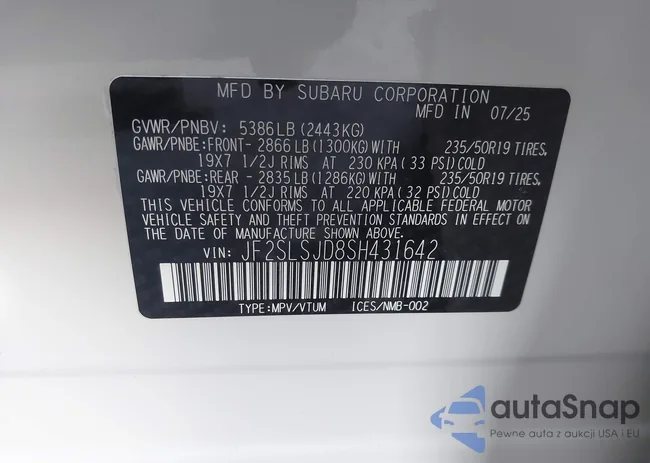 MFD BY SUBARU CORPORATION
MFD IN 07/25
GVWR/PNBV: 5386LB(2443KG)
GAWR/PNBE:FRONT- 2866LB(1300KG)WITH 235/50R19 TIRES,
19X7 1/2J RIMS AT 230 KPA(33 PSI)COLD
GAWR/PNBE:REAR - 2835LB(1286KG)WITH 235/50R19 TIRES,
19X7 1/2J RIMS AT 220 KPA(32 PSI)COLD
THIS VEHICLE CONFORMS TO ALL APPLICABLE FEDERAL MOTOR
VEHICLE SAFETY AND THEFT PREVENTION STANDARDS IN EFFECT ON
THE DATE OF MANUFACTURE SHOWN ABOVE.
VIN: JF2SLSJD8SH431642
TYPE:MPV/VTUM ICES/NMB-002
autaSnap
Pewne auta z aukcji USA i EU